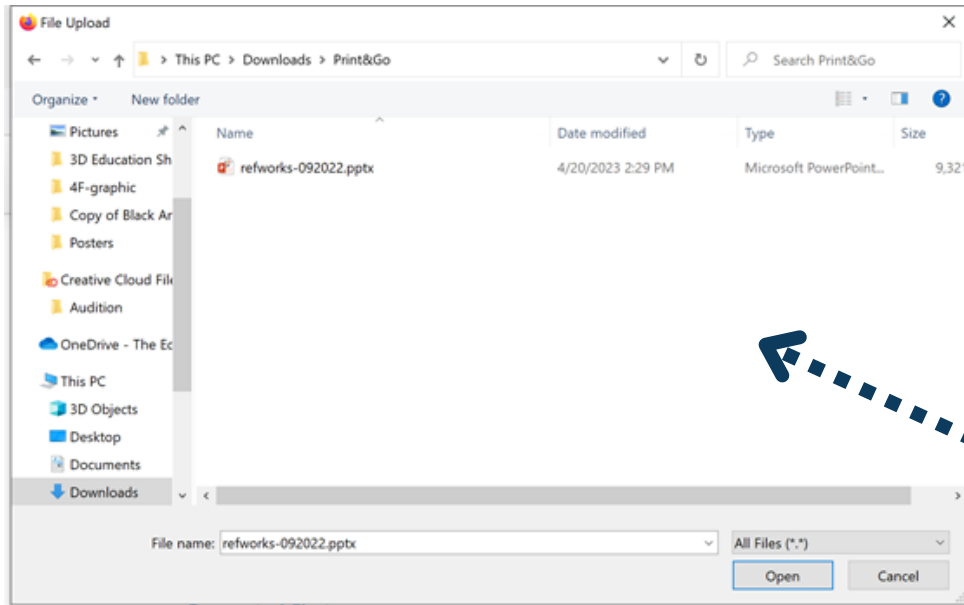 File Upload
This PC > Downloads > Print&Go
Search Print&Go
Organize
New folder
Name
Date modified
Type
Size
refworks-092022.pptx
4/20/2023 2:29 PM
Microsoft PowerPoint...
9,321
Pictures
3D Education Sh
4F-graphic
Copy of Black Ar
Posters
Creative Cloud File
Audition
OneDrive - The Ec
This PC
3D Objects
Desktop
Documents
Downloads
File name: refworks-092022.pptx
All Files (*.*)
Open
Cancel